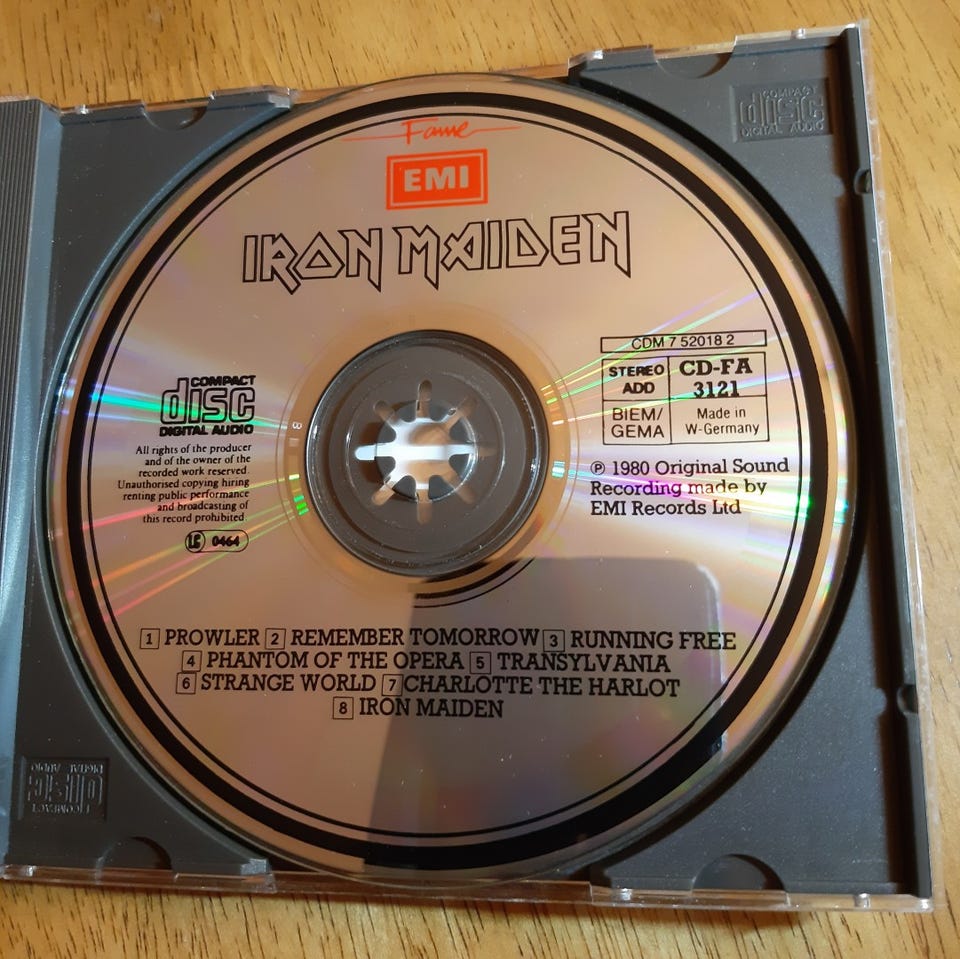 COMPACT
disc
DIGITAL AUDIO
Fame
EMI
IRON MAIDEN
CDM 7 52018 2
STEREO
ADD
CD-FA
3121
BIEM/
GEMA
Made in
W-Germany
COMPACT
disc
DIGITAL AUDIO
All rights of the producer
and of the owner of the
recorded work reserved.
Unauthorised copying hiring
renting public performance
and broadcasting of
this record prohibited.
LC 0464
℗ 1980 Original Sound
Recording made by
EMI Records Ltd
1 PROWLER 2 REMEMBER TOMORROW 3 RUNNING FREE
4 PHANTOM OF THE OPERA 5 TRANSYLVANIA
6 STRANGE WORLD 7 CHARLOTTE THE HARLOT
8 IRON MAIDEN
COMPACT
disc
DIGITAL AUDIO